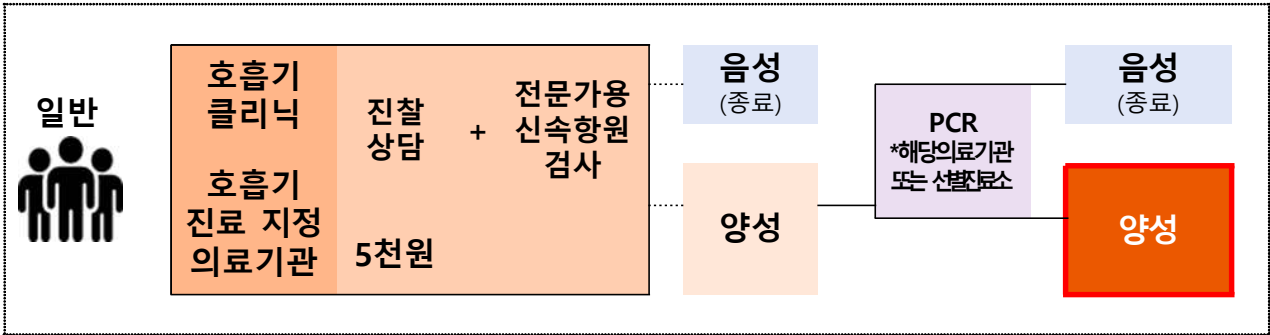 일반
호흡기
클리닉
호흡기
진료 지정
의료기관
진찰
상담
+
전문가용
신속항원
검사
5천원
음성
(종료)
양성
PCR
*해당의료기관
또는 선별진료소
음성
(종료)
양성